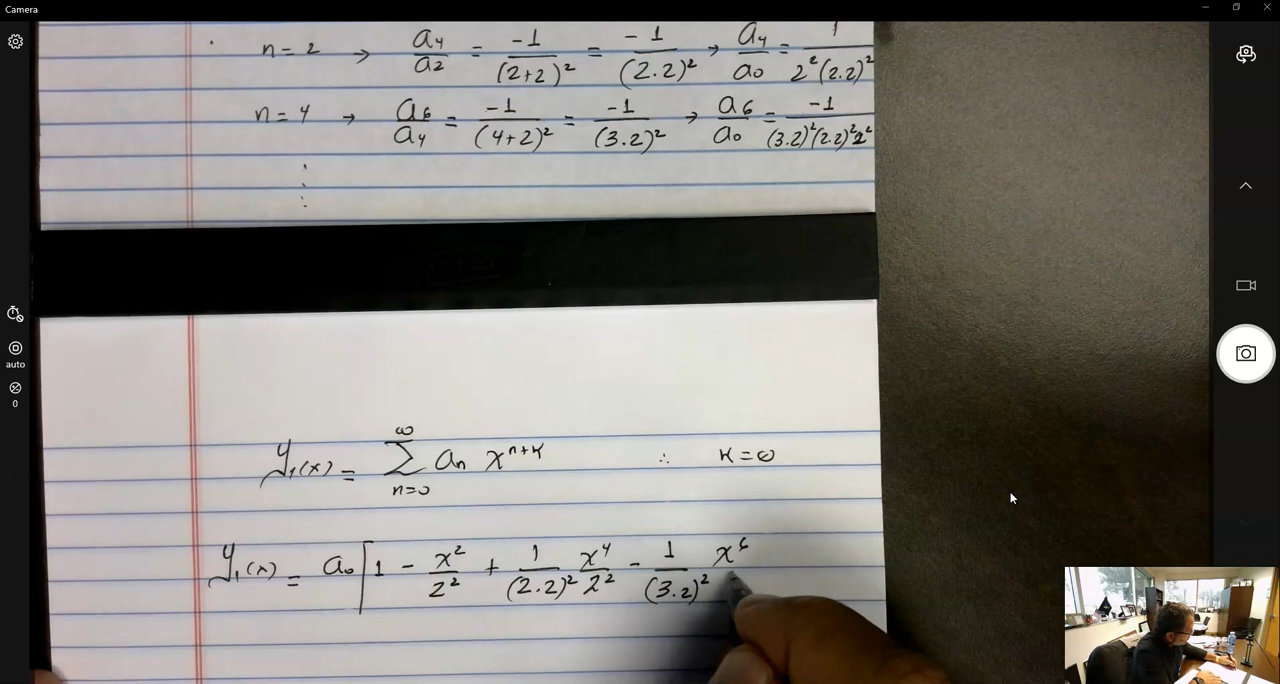 Camera
n = 2 → a4/a2 = -1/(2+2)² = -1/(2.2)² → a4/a0 = 1/2²(2.2)²
n = 4 → a6/a4 = -1/(4+2)² = -1/(3.2)² → a6/a0 = -1/(3.2)²(2.2)²2²
auto
0
y₁(x) = ∑_{n=0}^{∞} aₙ x^{n+K} ∴ K = 0
y₁(x) = a₀ [ 1 - x²/2² + 1/(2.2)² x⁴/2² - 1/(3.2)² x⁶